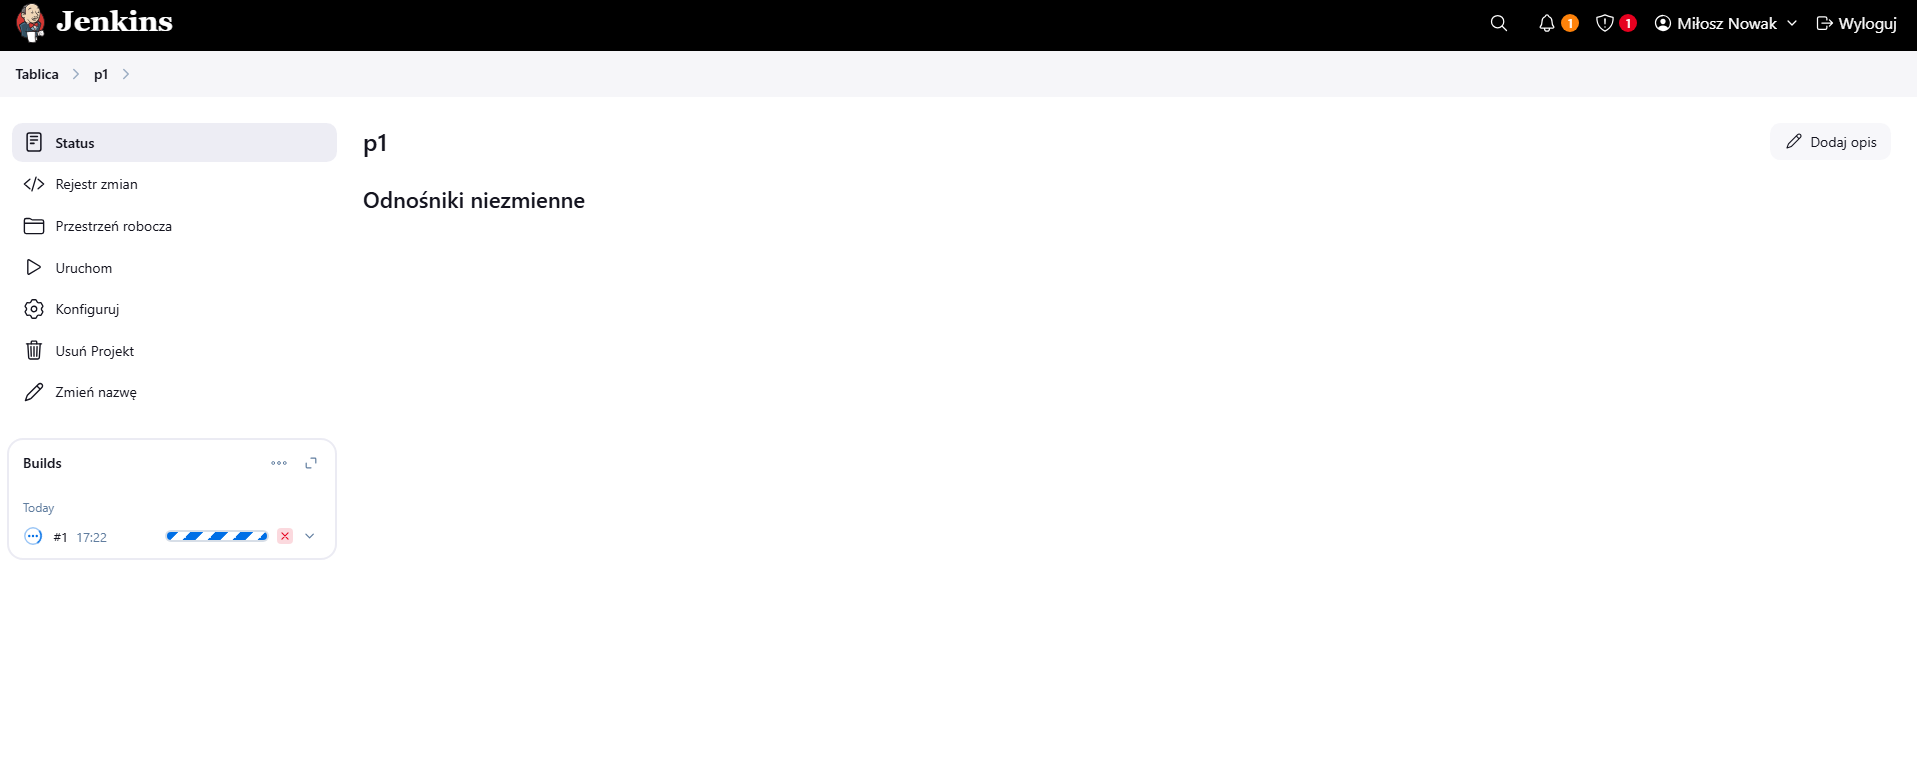 Jenkins
1
1
Miłosz Nowak
Wyloguj
Tablica
p1
Status
Rejestr zmian
Przestrzeń robocza
Uruchom
Konfiguruj
Usuń Projekt
Zmień nazwę
Builds
Today
#1 17:22
p1
Dodaj opis
Odnośniki niezmienne